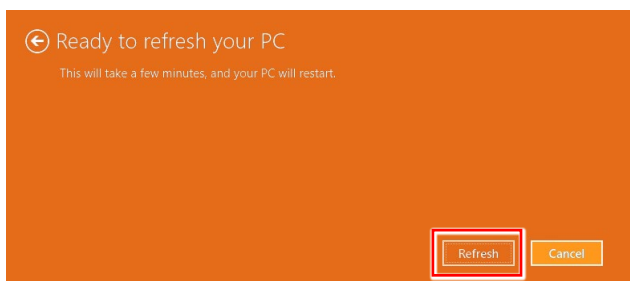 Ready to refresh your PC
This will take a few minutes, and your PC will restart.
Refresh
Cancel